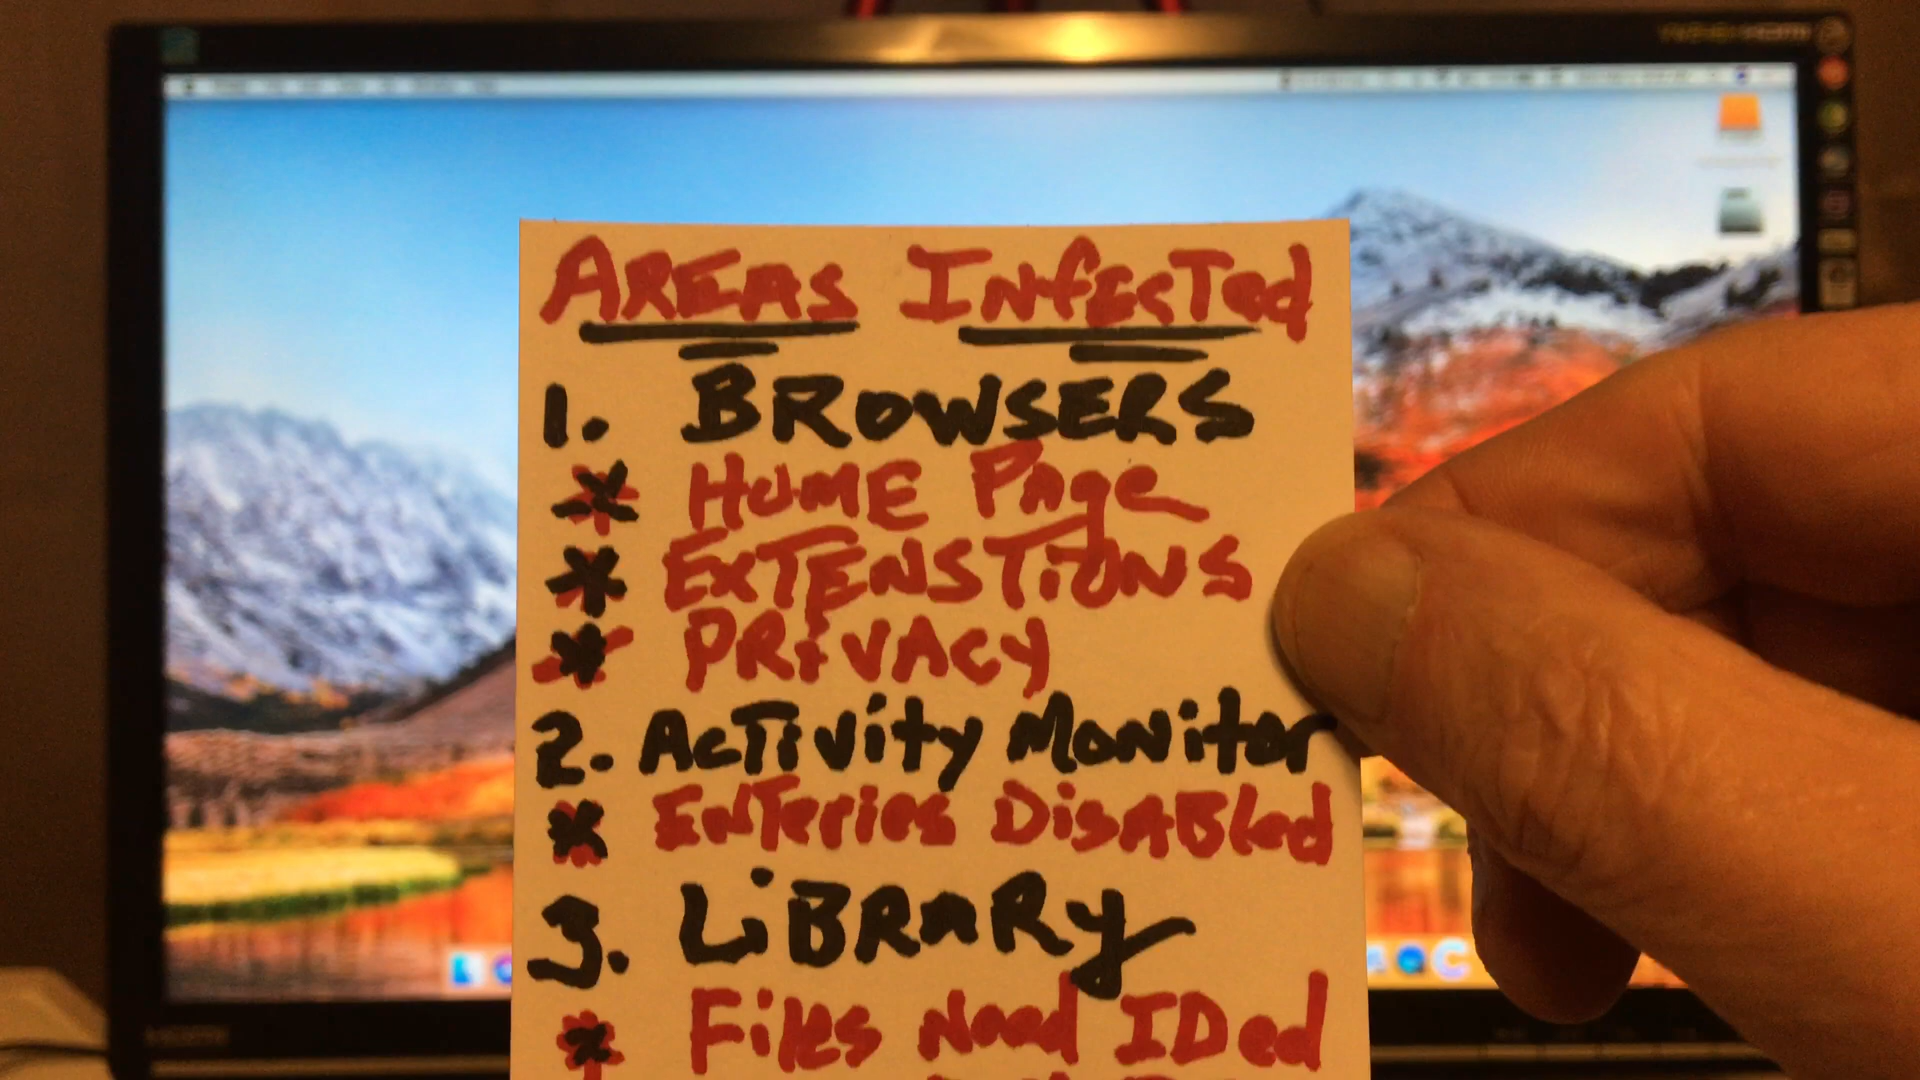 AREAS InfecTed
1. BROWSERS
* HOME Page
* EXTENSTiONS
* PRiVACY
2. AcTiviTy MoNitor
* ENTeries DisABled
3. LiBRARy
* Files Need IDed